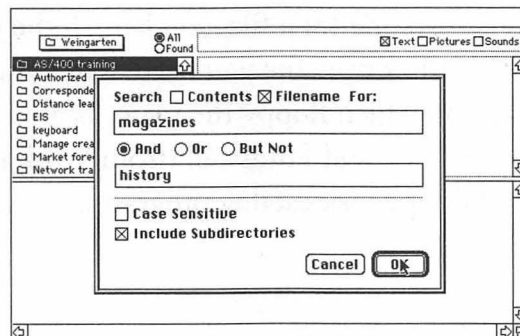 Weingarten
All
Found
Text Pictures Sounds
AS/400 training
Authorized
Corresponde
Distance lea
EIS
keyboard
Manage crea
Market fore
Network tra
Search Contents Filename For:
magazines
And Or But Not
history
Case Sensitive
Include Subdirectories
Cancel OK